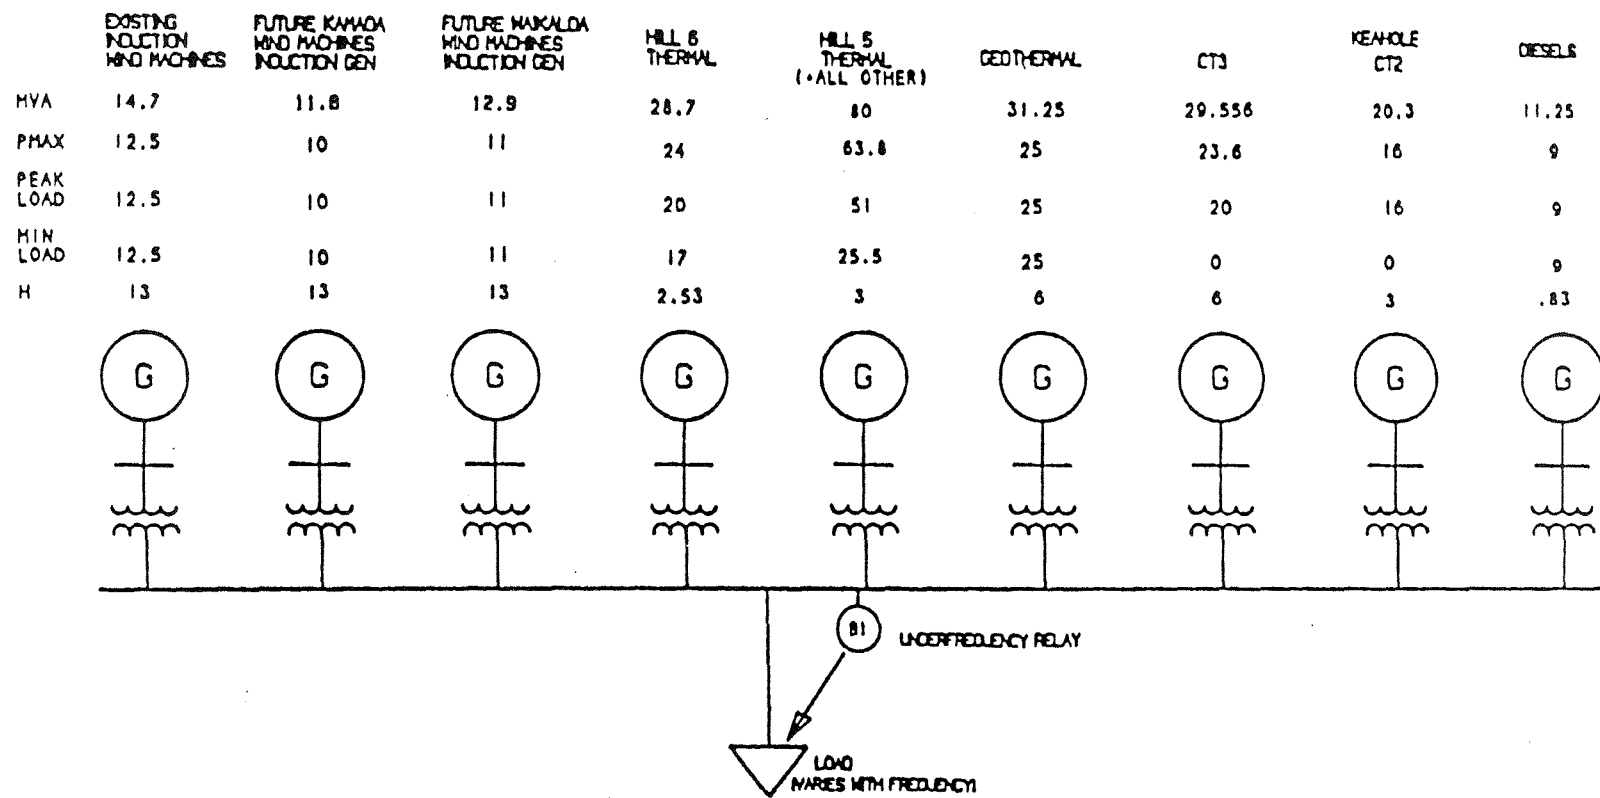 EXISTING
INDUCTION
WIND MACHINES
FUTURE KAMAOA
WIND MACHINES
INDUCTION GEN
FUTURE WAIKALOA
WIND MACHINES
INDUCTION GEN
HILL 6
THERMAL
HILL 5
THERMAL
(+ALL OTHER)
GEOTHERMAL
CT3
KEAHOLE
CT2
DIESELS
MVA 14.7 11.8 12.9 28.7 80 31.25 29.556 20.3 11.25
PMAX 12.5 10 11 24 63.8 25 23.6 16 9
PEAK
LOAD 12.5 10 11 20 51 25 20 16 9
MIN
LOAD 12.5 10 11 17 25.5 25 0 0 9
H 13 13 13 2.53 3 6 6 3 .83
G G G G G G G G G
81 UNDERFREQUENCY RELAY
LOAD
(VARIES WITH FREQUENCY)